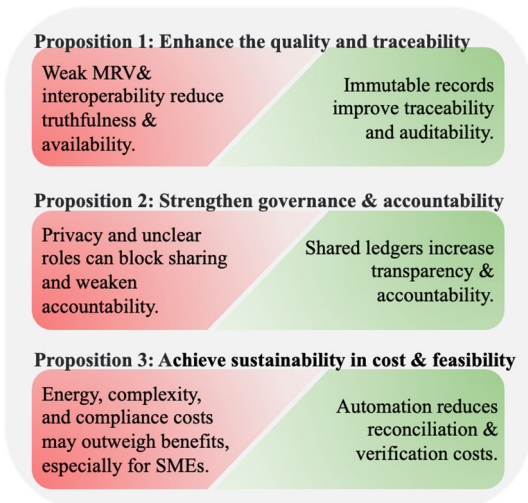 Proposition 1: Enhance the quality and traceability
Weak MRV&
interoperability reduce
truthfulness &
availability.
Immutable records
improve traceability
and auditability.
Proposition 2: Strengthen governance & accountability
Privacy and unclear
roles can block sharing
and weaken
accountability.
Shared ledgers increase
transparency &
accountability.
Proposition 3: Achieve sustainability in cost & feasibility
Energy, complexity,
and compliance costs
may outweigh benefits,
especially for SMEs.
Automation reduces
reconciliation &
verification costs.